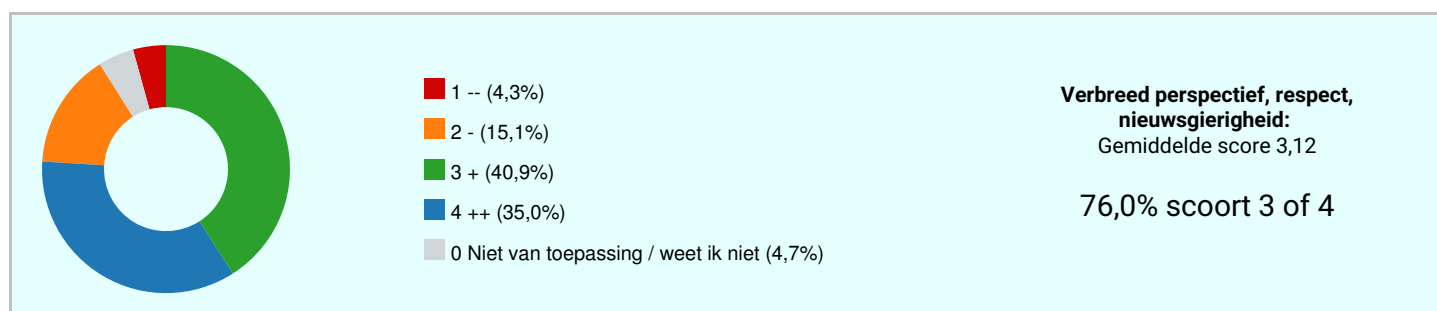 1 -- (4,3%)
2 - (15,1%)
3 + (40,9%)
4 ++ (35,0%)
0 Niet van toepassing / weet ik niet (4,7%)
Verbreed perspectief, respect,
nieuwsgierigheid:
Gemiddelde score 3,12
76,0% scoort 3 of 4